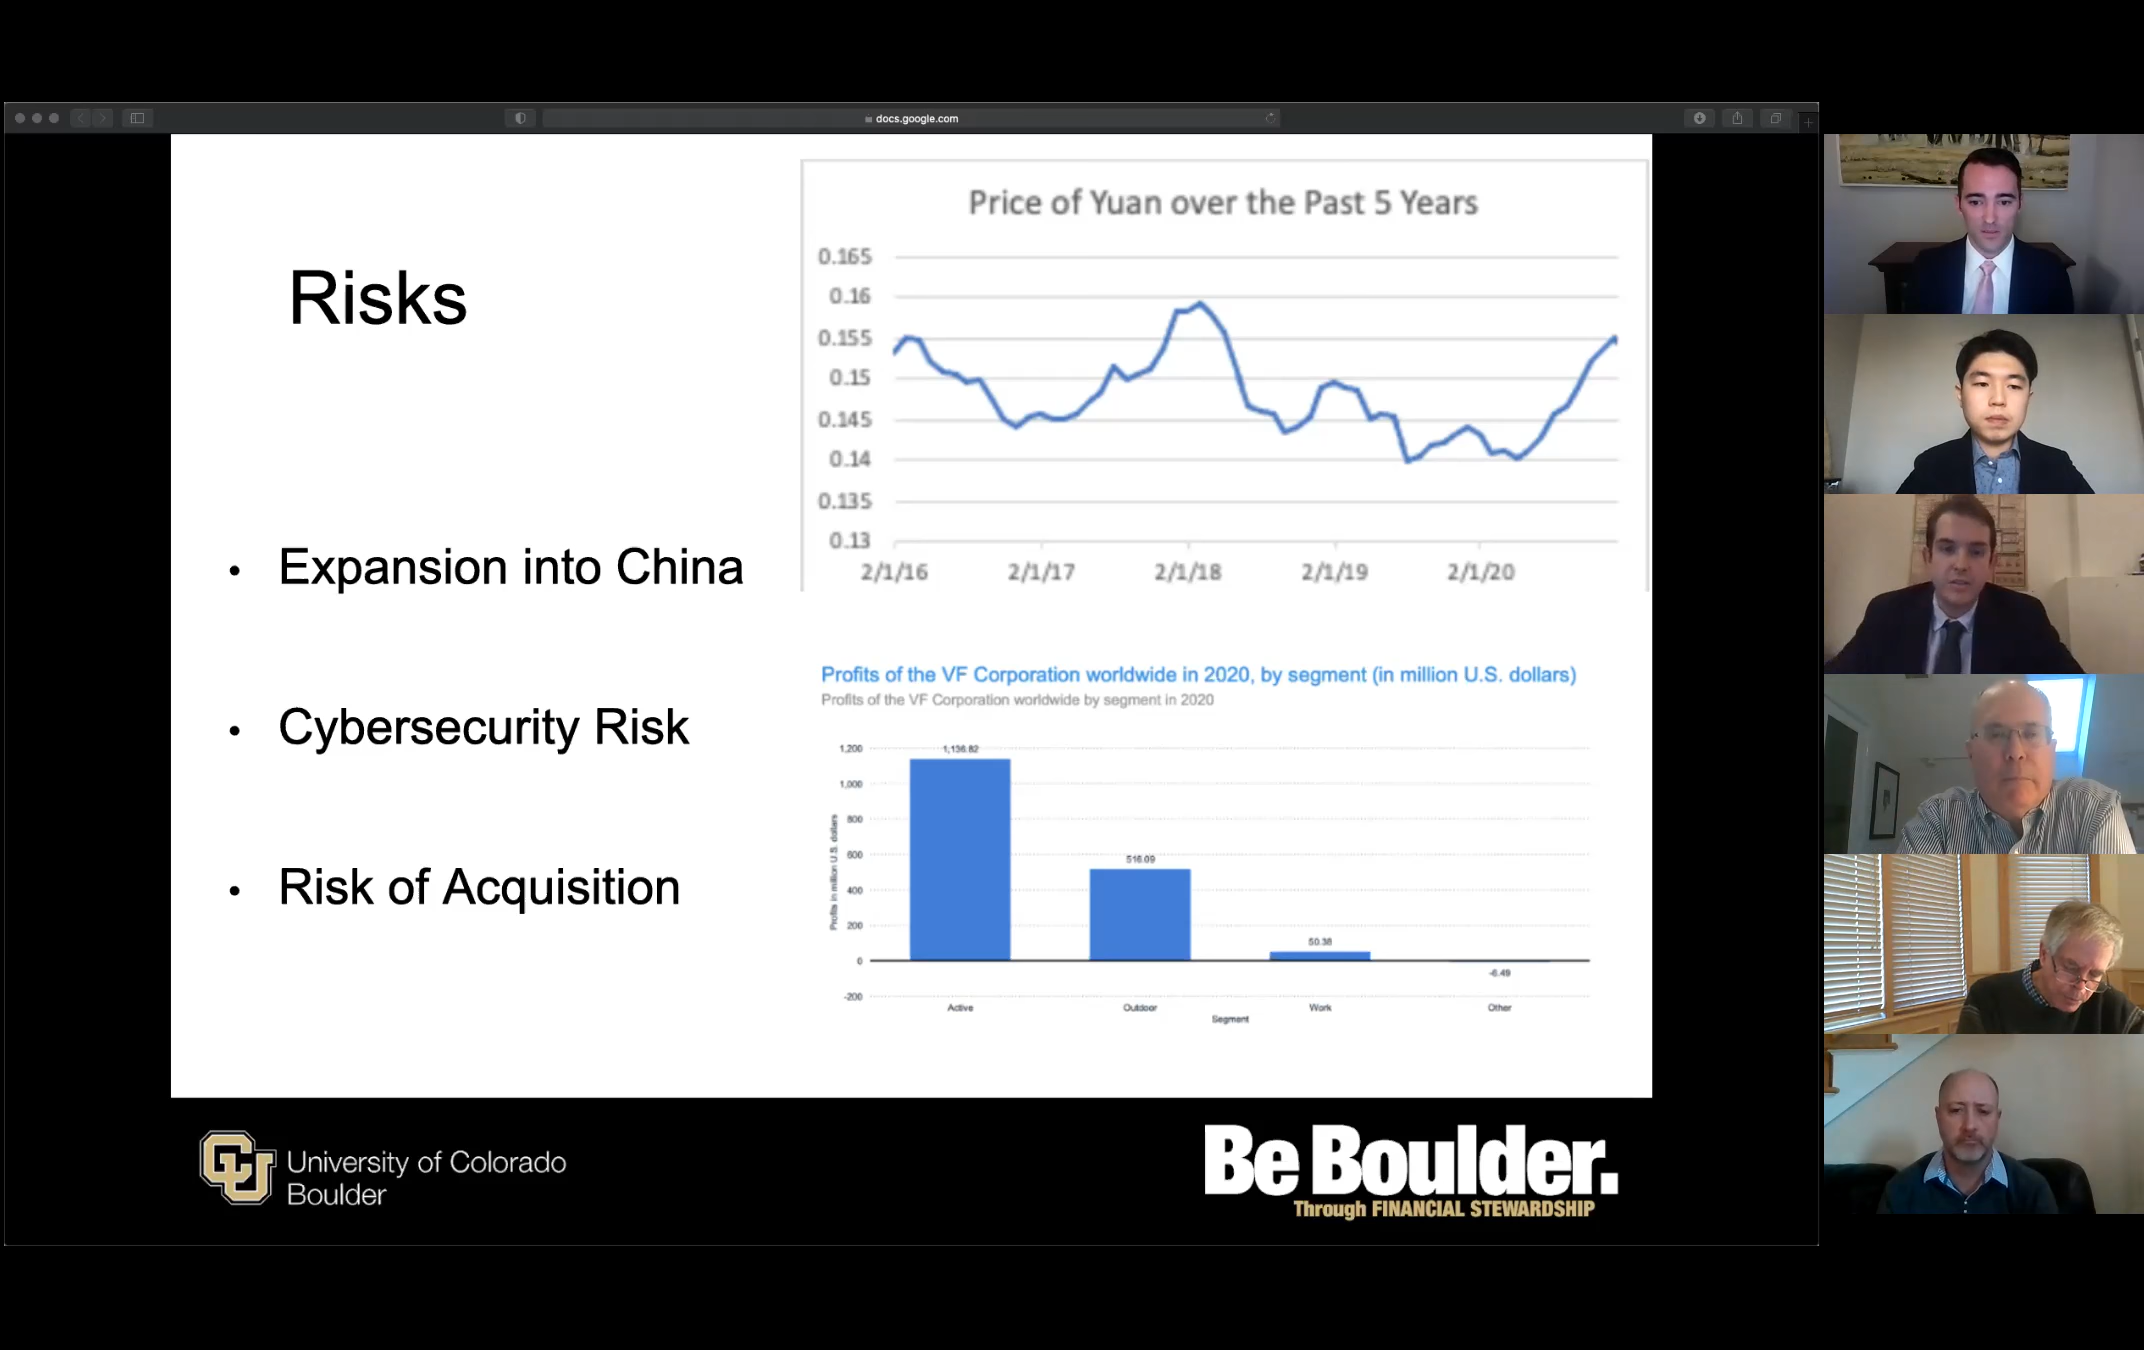 docs.google.com
Risks
• Expansion into China
• Cybersecurity Risk
• Risk of Acquisition
Price of Yuan over the Past 5 Years
0.165
0.16
0.155
0.15
0.145
0.14
0.135
0.13
2/1/16 2/1/17 2/1/18 2/1/19 2/1/20
Profits of the VF Corporation worldwide in 2020, by segment (in million U.S. dollars)
Profits of the VF Corporation worldwide by segment in 2020
Profits in million U.S. dollars
1,200
1,000
800
600
400
200
0
-200
1,136.82
516.09
50.38
-6.49
Active Outdoor Work Other
Segment
CU
University of Colorado
Boulder
Be Boulder.
Through FINANCIAL STEWARDSHIP